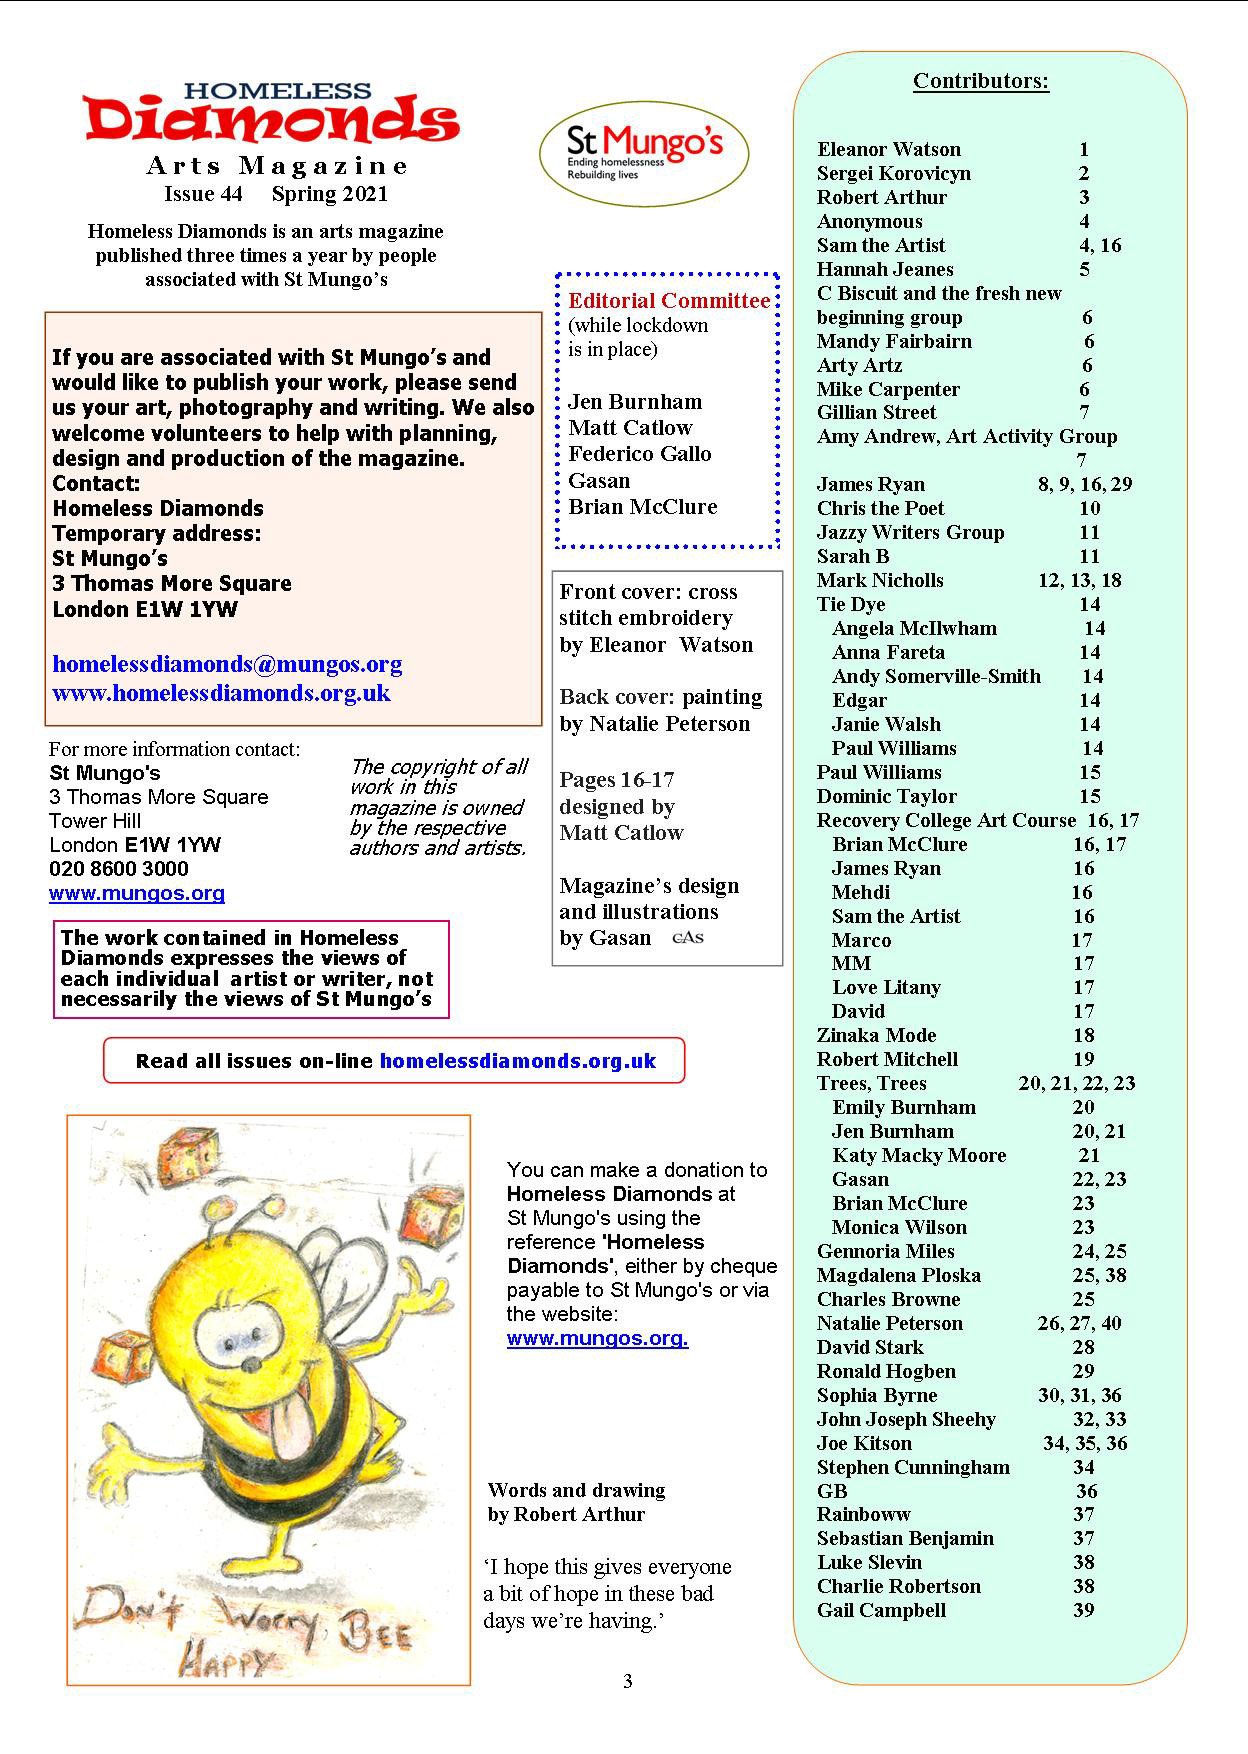 HOMELESS
Diamonds
Arts Magazine
Issue 44 Spring 2021
Homeless Diamonds is an arts magazine
published three times a year by people
associated with St Mungo's
St Mungo's
Ending homelessness
Rebuilding lives
If you are associated with St Mungo's and
would like to publish your work, please send
us your art, photography and writing. We also
welcome volunteers to help with planning,
design and production of the magazine.
Contact:
Homeless Diamonds
Temporary address:
St Mungo's
3 Thomas More Square
London E1W 1YW
homelessdiamonds@mungos.org
www.homelessdiamonds.org.uk
For more information contact:
St Mungo's
3 Thomas More Square
Tower Hill
London E1W 1YW
020 8600 3000
www.mungos.org
The copyright of all
work in this
magazine is owned
by the respective
authors and artists.
The work contained in Homeless
Diamonds expresses the views of
each individual artist or writer, not
necessarily the views of St Mungo's
Editorial Committee
(while lockdown
is in place)
Jen Burnham
Matt Catlow
Federico Gallo
Gasan
Brian McClure
Front cover: cross
stitch embroidery
by Eleanor Watson
Back cover: painting
by Natalie Peterson
Pages 16-17
designed by
Matt Catlow
Magazine's design
and illustrations
by Gasan GAS
Read all issues on-line homelessdiamonds.org.uk
Don't Worry, BEE
HAPPY
You can make a donation to
Homeless Diamonds at
St Mungo's using the
reference 'Homeless
Diamonds', either by cheque
payable to St Mungo's or via
the website:
www.mungos.org.
Words and drawing
by Robert Arthur
'I hope this gives everyone
a bit of hope in these bad
days we're having.'
3
Contributors:
Eleanor Watson 1
Sergei Korovicyn 2
Robert Arthur 3
Anonymous 4
Sam the Artist 4, 16
Hannah Jeanes 5
C Biscuit and the fresh new
beginning group 6
Mandy Fairbairn 6
Arty Artz 6
Mike Carpenter 6
Gillian Street 7
Amy Andrew, Art Activity Group
7
James Ryan 8, 9, 16, 29
Chris the Poet 10
Jazzy Writers Group 11
Sarah B 11
Mark Nicholls 12, 13, 18
Tie Dye 14
Angela McIlwham 14
Anna Fareta 14
Andy Somerville-Smith 14
Edgar 14
Janie Walsh 14
Paul Williams 14
Paul Williams 15
Dominic Taylor 15
Recovery College Art Course 16, 17
Brian McClure 16, 17
James Ryan 16
Mehdi 16
Sam the Artist 16
Marco 17
MM 17
Love Litany 17
David 17
Zinaka Mode 18
Robert Mitchell 19
Trees, Trees 20, 21, 22, 23
Emily Burnham 20
Jen Burnham 20, 21
Katy Macky Moore 21
Gasan 22, 23
Brian McClure 23
Monica Wilson 23
Gennoria Miles 24, 25
Magdalena Ploska 25, 38
Charles Browne 25
Natalie Peterson 26, 27, 40
David Stark 28
Ronald Hogben 29
Sophia Byrne 30, 31, 36
John Joseph Sheehy 32, 33
Joe Kitson 34, 35, 36
Stephen Cunningham 34
GB 36
Rainboww 37
Sebastian Benjamin 37
Luke Slevin 38
Charlie Robertson 38
Gail Campbell 39